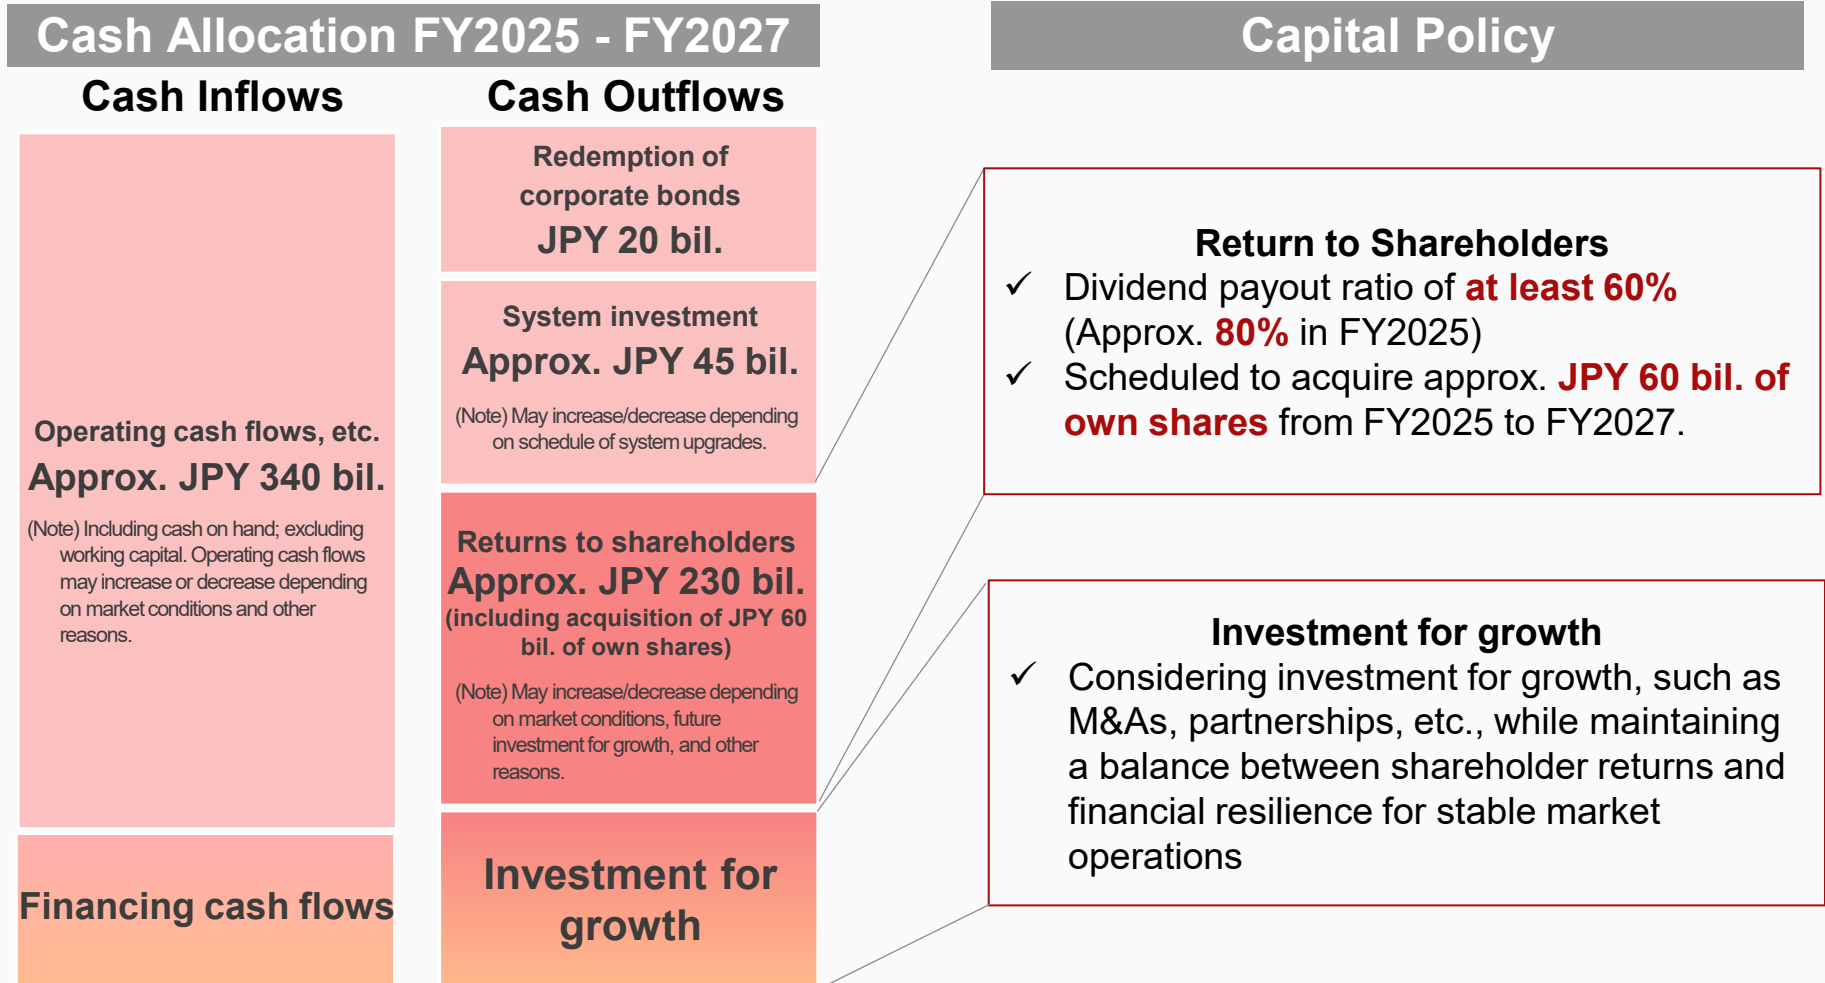 Cash Allocation FY2025 - FY2027
Cash Inflows
Operating cash flows, etc.
Approx. JPY 340 bil.
(Note) Including cash on hand; excluding
working capital. Operating cash flows
may increase or decrease depending
on market conditions and other
reasons.
Financing cash flows
Cash Outflows
Redemption of
corporate bonds
JPY 20 bil.
System investment
Approx. JPY 45 bil.
(Note) May increase/decrease depending
on schedule of system upgrades.
Returns to shareholders
Approx. JPY 230 bil.
(including acquisition of JPY 60
bil. of own shares)
(Note) May increase/decrease depending
on market conditions, future
investment for growth, and other
reasons.
Investment for
growth
Capital Policy
Return to Shareholders
✓ Dividend payout ratio of at least 60%
(Approx. 80% in FY2025)
✓ Scheduled to acquire approx. JPY 60 bil. of
own shares from FY2025 to FY2027.
Investment for growth
✓ Considering investment for growth, such as
M&As, partnerships, etc., while maintaining
a balance between shareholder returns and
financial resilience for stable market
operations